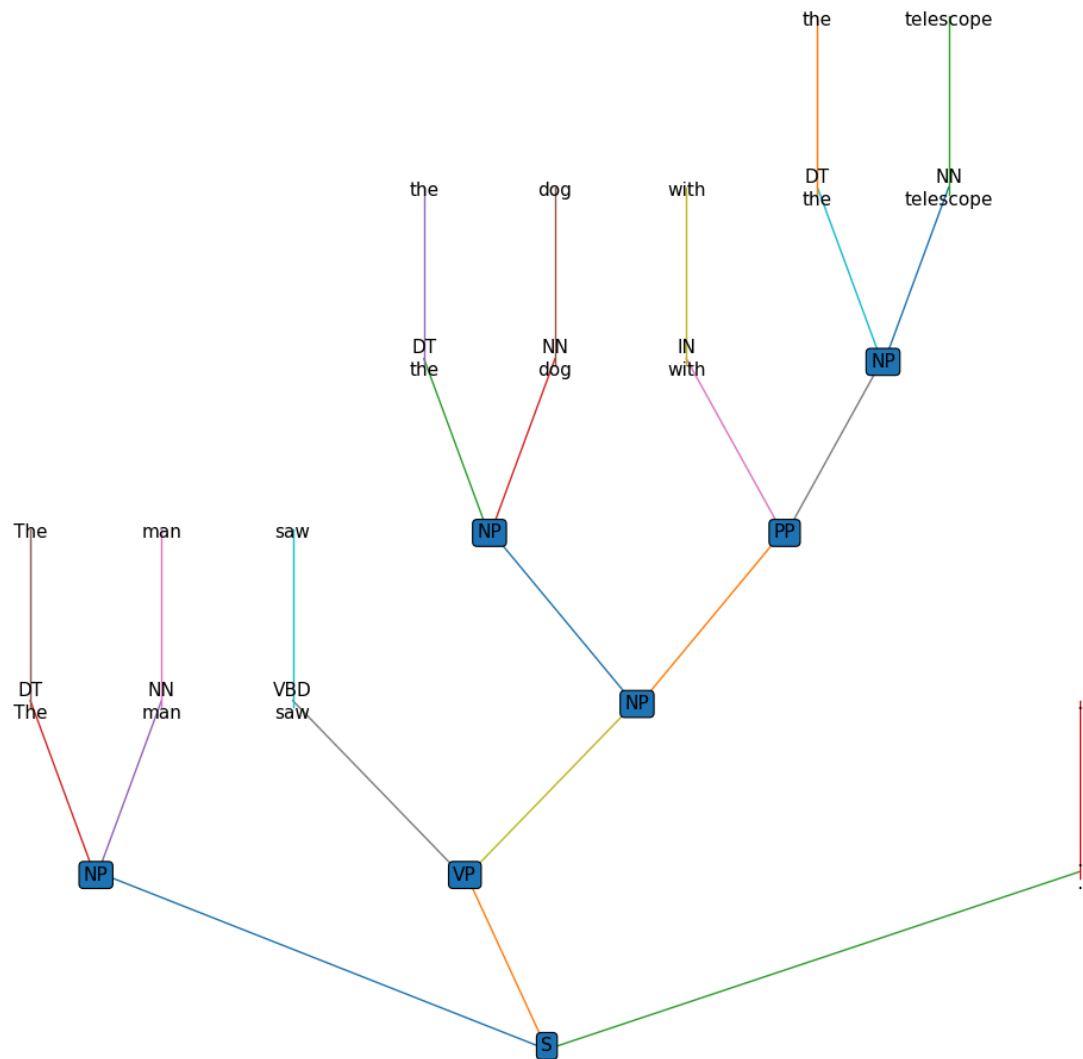 the telescope
DT NN
the dog with the telescope
DT NN IN NP
the dog with
The man saw NP PP
DT NN VBD NP .
The man saw
NP VP .
.
S